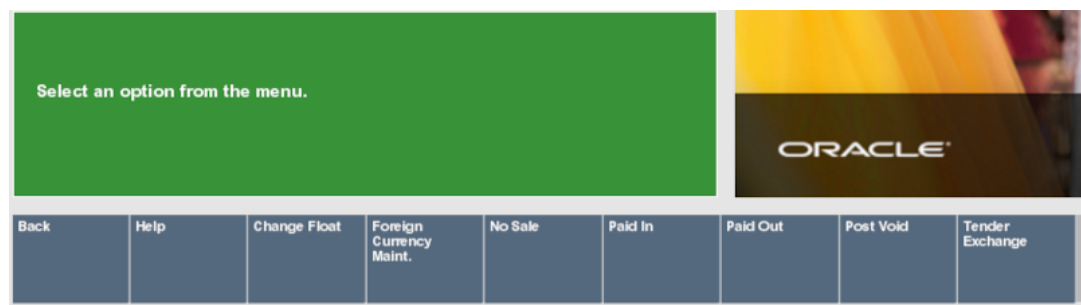 Select an option from the menu.
ORACLE
Back
Help
Change Float
Foreign
Currency
Maint.
No Sale
Paid In
Paid Out
Post Void
Tender
Exchange